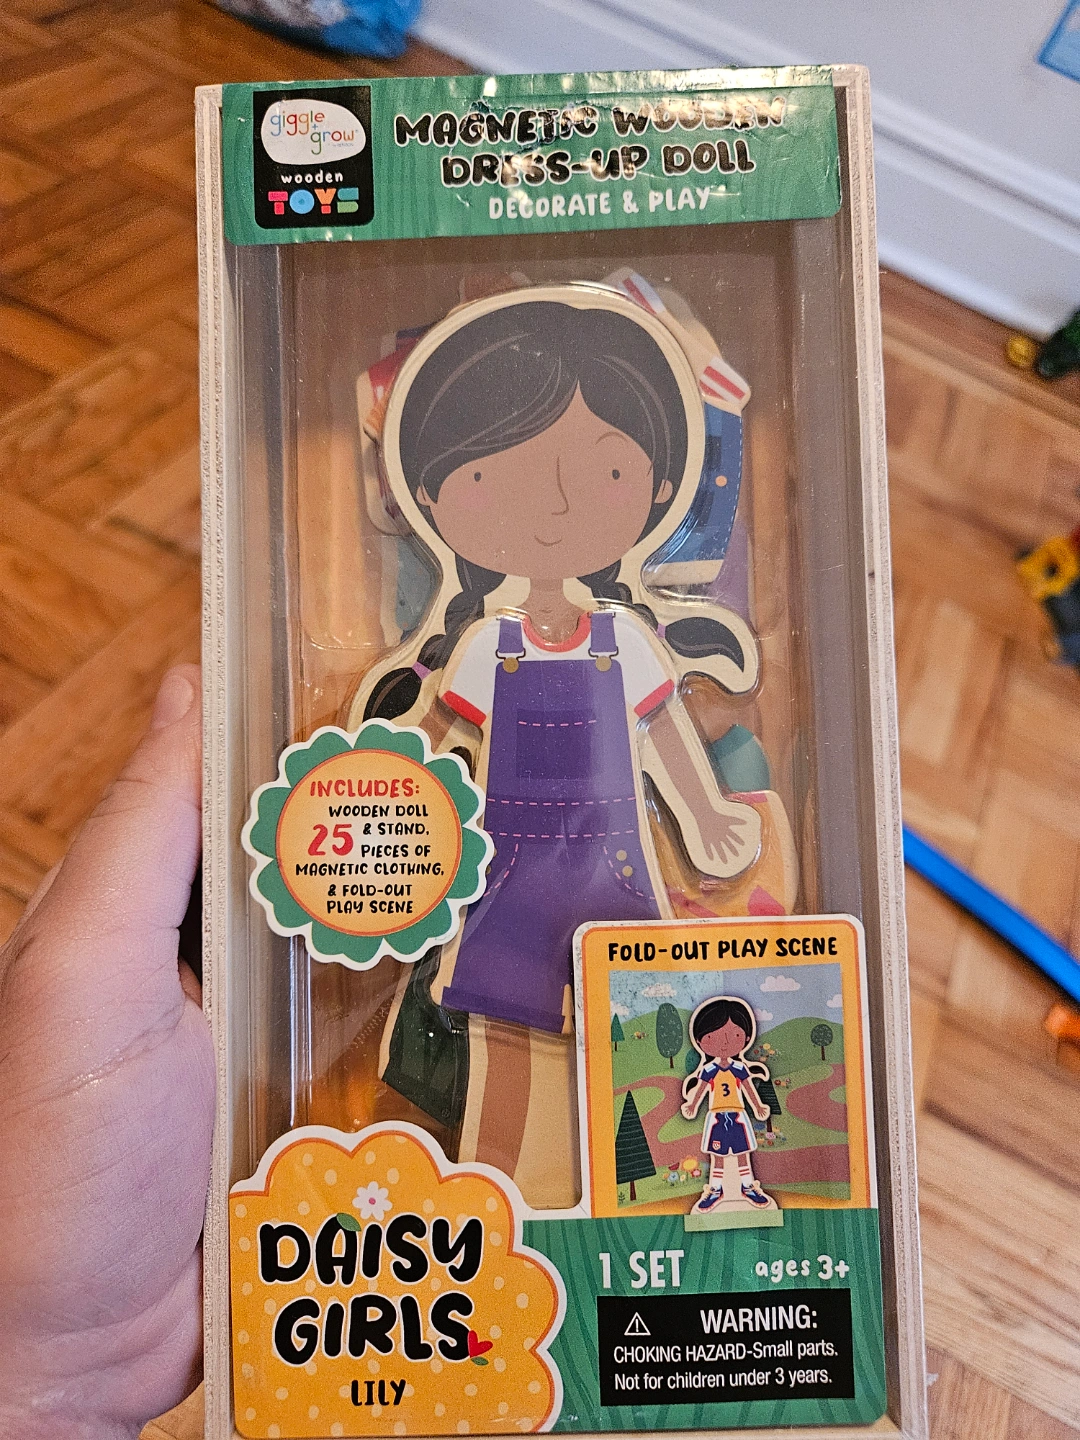 giggle
+
grow
wooden
TOYS
MAGNETIC WOODEN
DRESS-UP DOLL
DECORATE & PLAY
INCLUDES:
WOODEN DOLL
25 & STAND,
PIECES OF
MAGNETIC CLOTHING,
& FOLD-OUT
PLAY SCENE
FOLD-OUT PLAY SCENE
3
DAISY
GIRLS
LILY
1 SET ages 3+
WARNING:
CHOKING HAZARD-Small parts.
Not for children under 3 years.